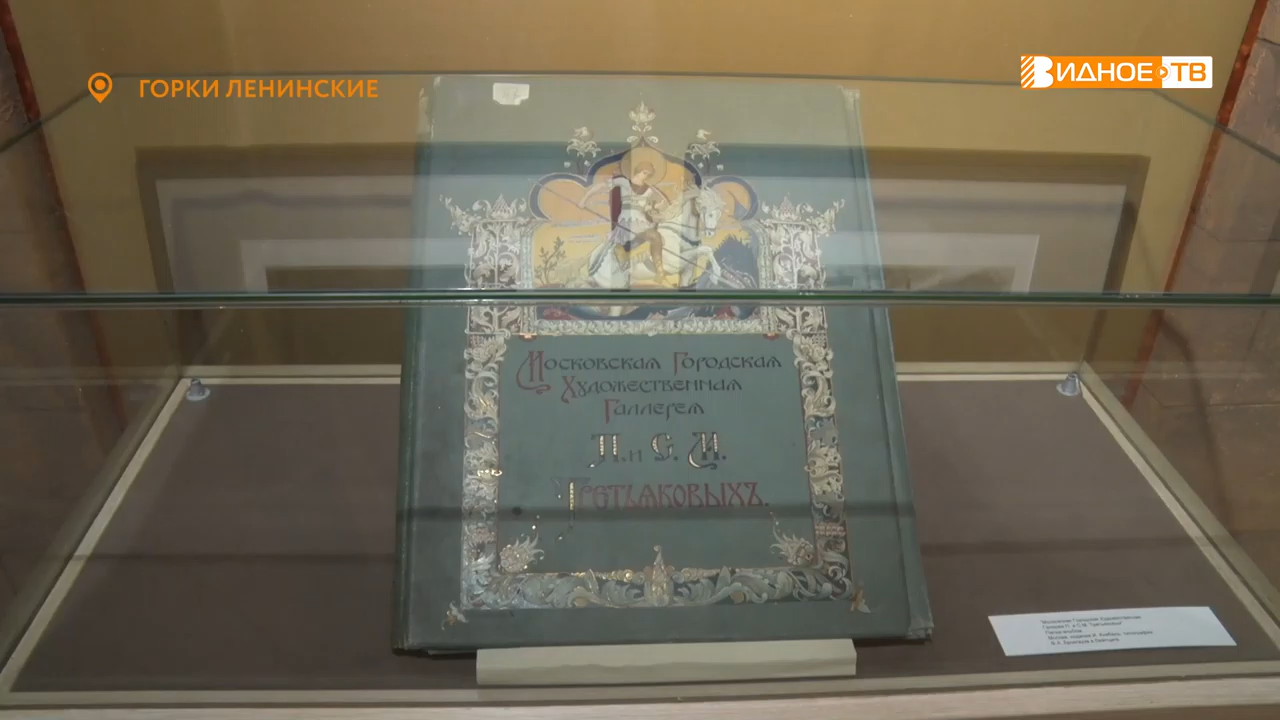 ГОРКИ ЛЕНИНСКИЕ
ВИДНОЕ ТВ
Московская Городская
Художественная
Галлерея
П. и С. М.
Третьяковыхъ.